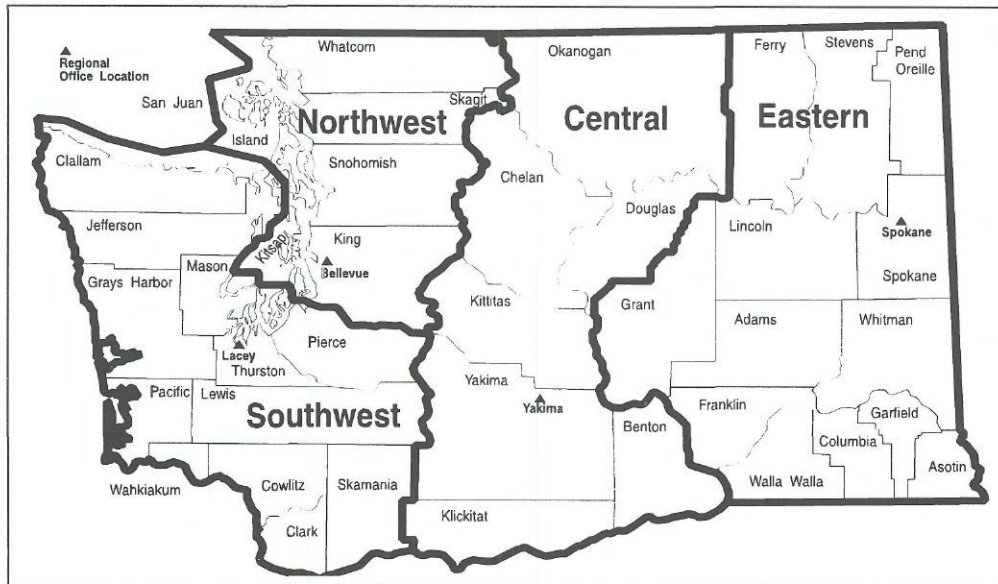 Regional
Office Location
San Juan
Whatcom
Skagit
Northwest
Island
Snohomish
King
Kitsap
Bellevue
Clallam
Jefferson
Mason
Grays Harbor
Lacey
Thurston
Pierce
Pacific
Lewis
Southwest
Wahkiakum
Cowlitz
Skamania
Clark
Okanogan
Central
Chelan
Douglas
Kittitas
Yakima
Yakima
Benton
Klickitat
Ferry
Stevens
Pend
Oreille
Eastern
Lincoln
Spokane
Spokane
Grant
Adams
Whitman
Franklin
Garfield
Columbia
Walla Walla
Asotin